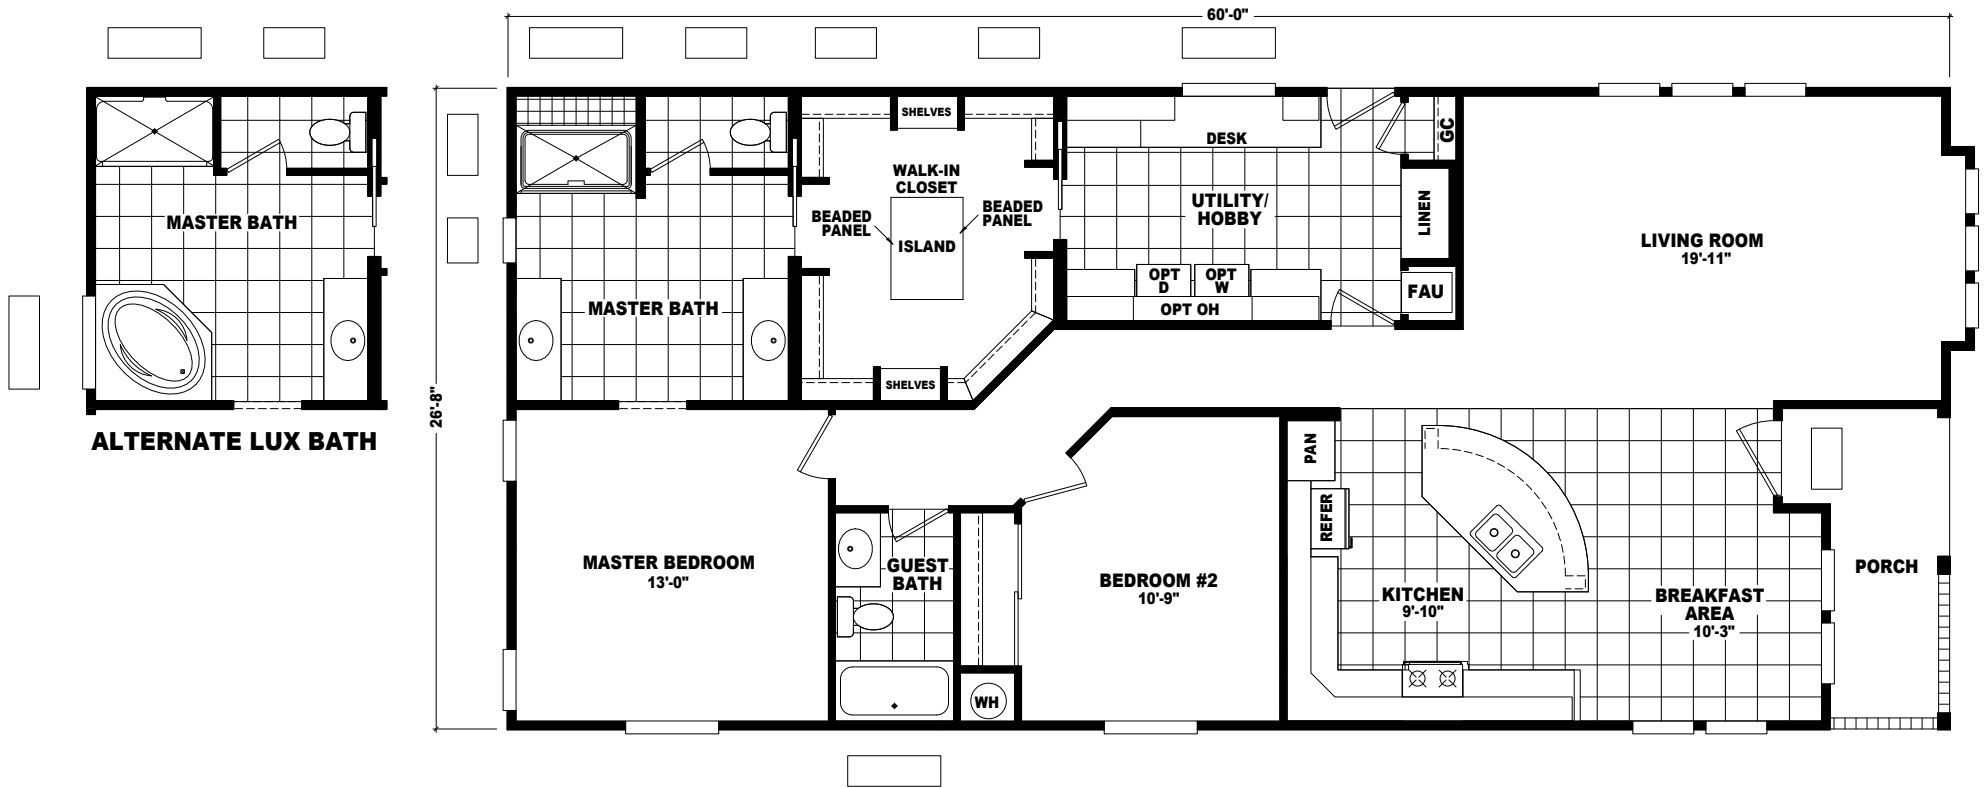 60'-0"
26'-8"
MASTER BATH
ALTERNATE LUX BATH
SHELVES
WALK-IN
CLOSET
BEADED
PANEL
BEADED
PANEL
ISLAND
SHELVES
MASTER BATH
DESK
GC
UTILITY/
HOBBY
LINEN
OPT
D
OPT
W
OPT OH
FAU
LIVING ROOM
19'-11"
MASTER BEDROOM
13'-0"
GUEST
BATH
WH
BEDROOM #2
10'-9"
PAN
REFER
KITCHEN
9'-10"
BREAKFAST
AREA
10'-3"
PORCH